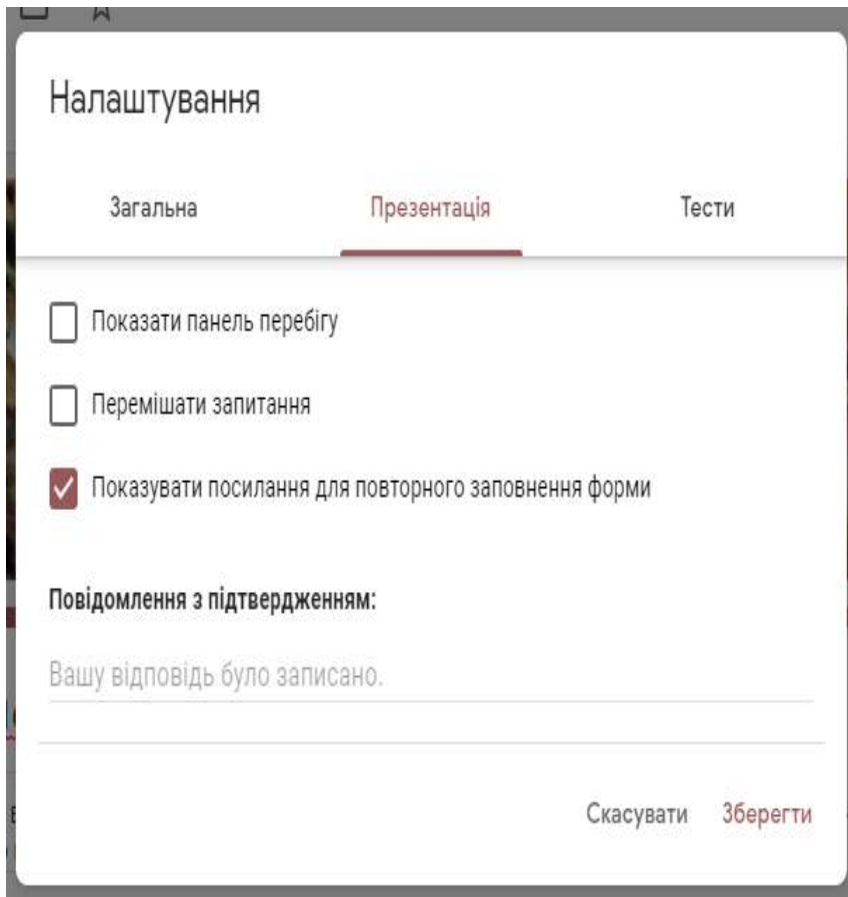 Налаштування
Загальна Презентація Тести
Показати панель перебігу
Перемішати запитання
Показувати посилання для повторного заповнення форми
Повідомлення з підтвердженням:
Вашу відповідь було записано.
Скасувати Зберегти